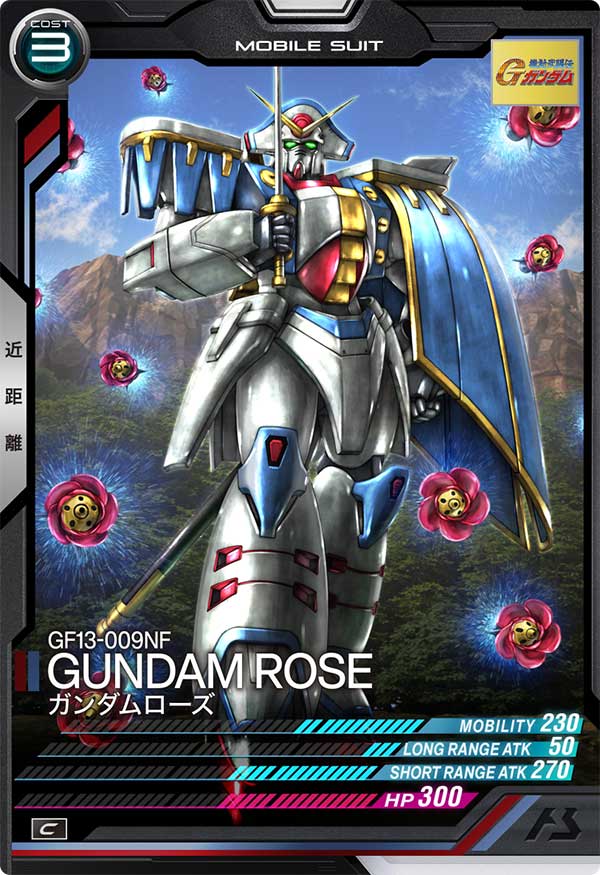 COST
3
MOBILE SUIT
機動武闘伝
Gガンダム
近距離
GF13-009NF
GUNDAM ROSE
ガンダムローズ
MOBILITY 230
LONG RANGE ATK 50
SHORT RANGE ATK 270
HP 300
C